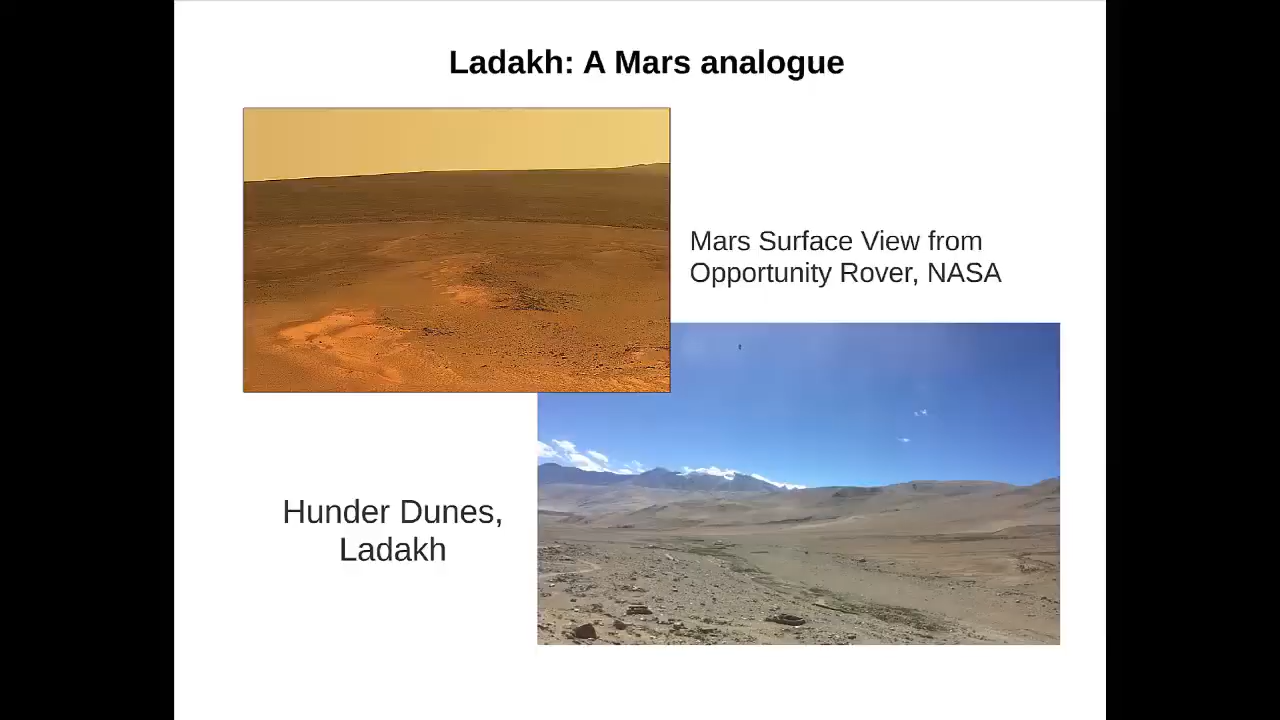 Ladakh: A Mars analogue
Mars Surface View from
Opportunity Rover, NASA
Hunder Dunes,
Ladakh